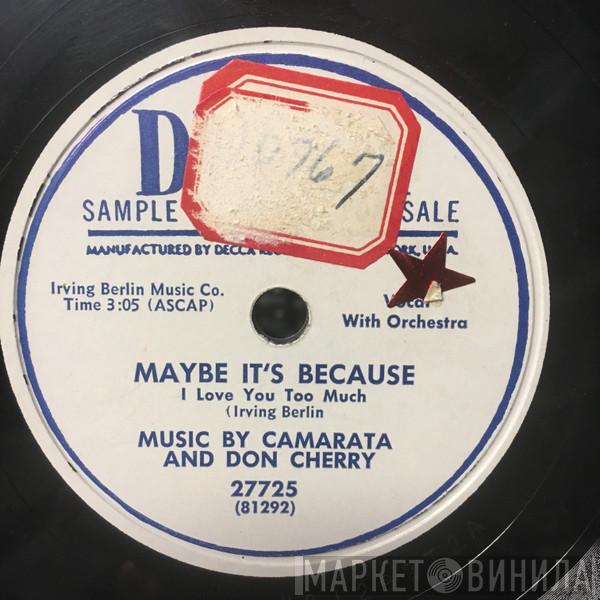 D
767
SAMPLE SALE
MANUFACTURED BY DECCA U.S.A.
Irving Berlin Music Co.
Time 3:05 (ASCAP)
Vocal
With Orchestra
MAYBE IT'S BECAUSE
I Love You Too Much
(Irving Berlin
MUSIC BY CAMARATA
AND DON CHERRY
27725
(81292)
МАРКЕТ ВИНИЛА